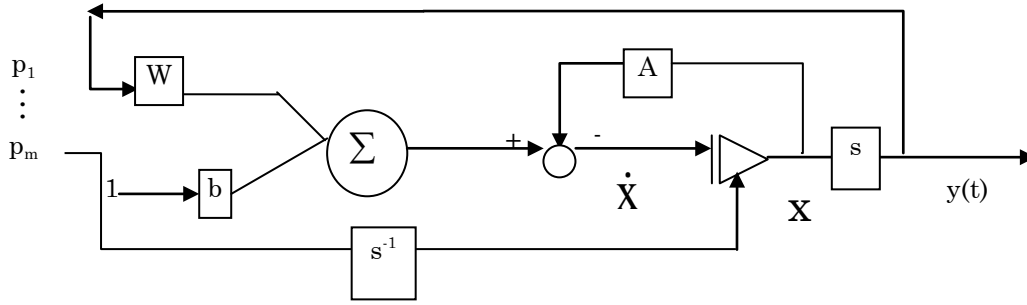 p₁
⋮
pₘ
W
1
b
Σ
+
-
A
ẋ
x
s
y(t)
s⁻¹